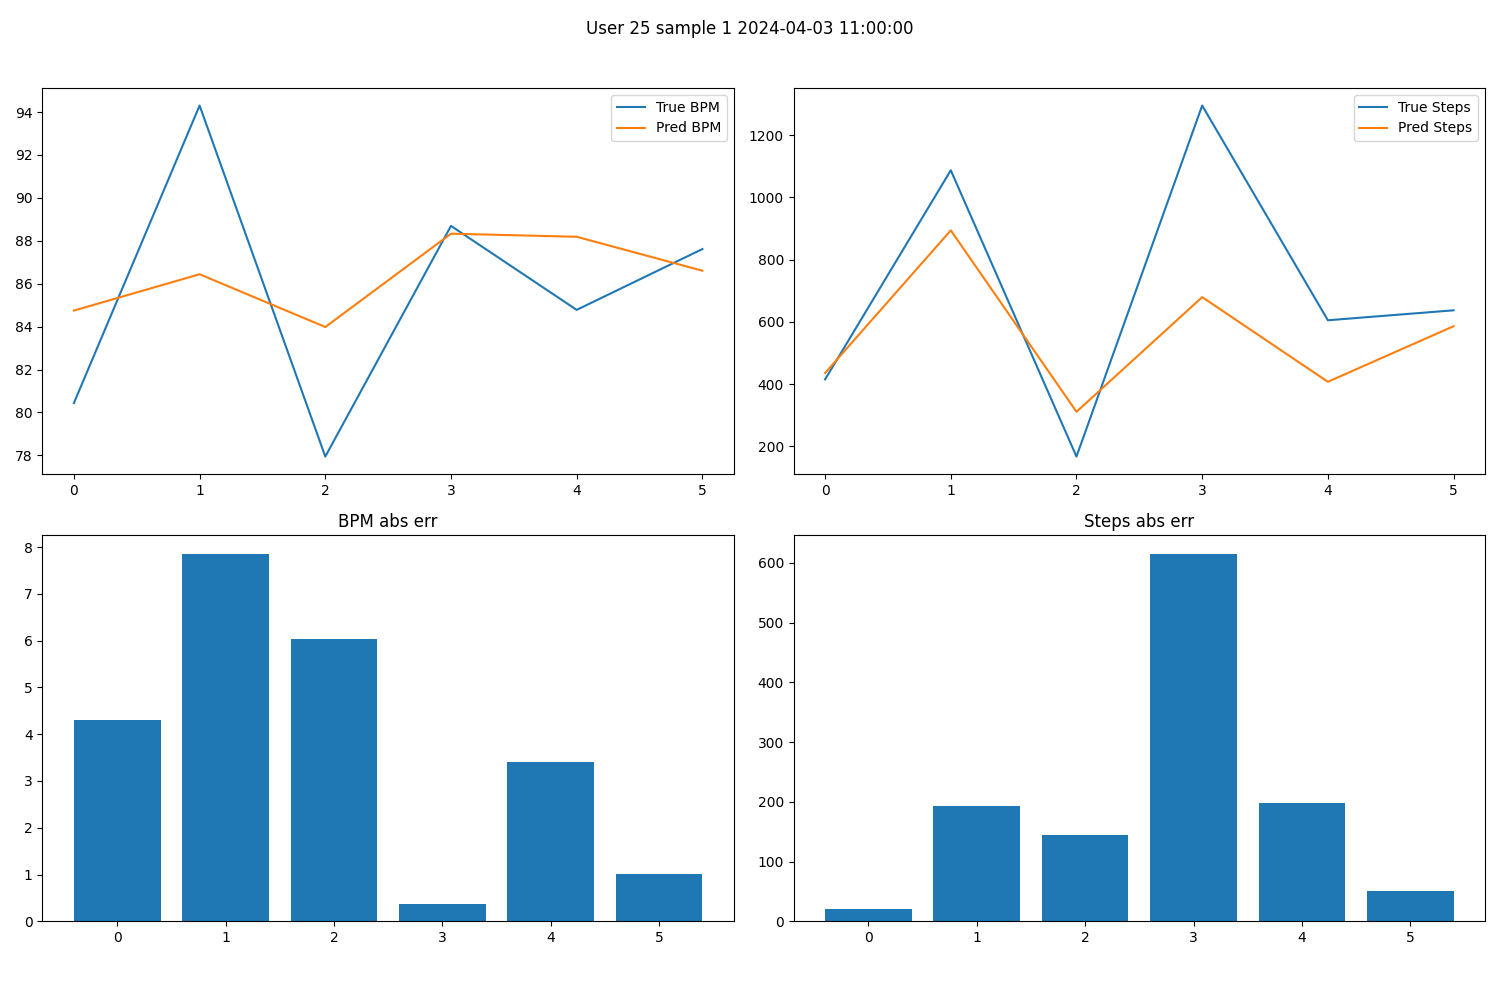 User 25 sample 1 2024-04-03 11:00:00
True BPM
Pred BPM
94
92
90
88
86
84
82
80
78
0 1 2 3 4 5
True Steps
Pred Steps
1200
1000
800
600
400
200
0 1 2 3 4 5
BPM abs err
8
7
6
5
4
3
2
1
0
0 1 2 3 4 5
Steps abs err
600
500
400
300
200
100
0
0 1 2 3 4 5